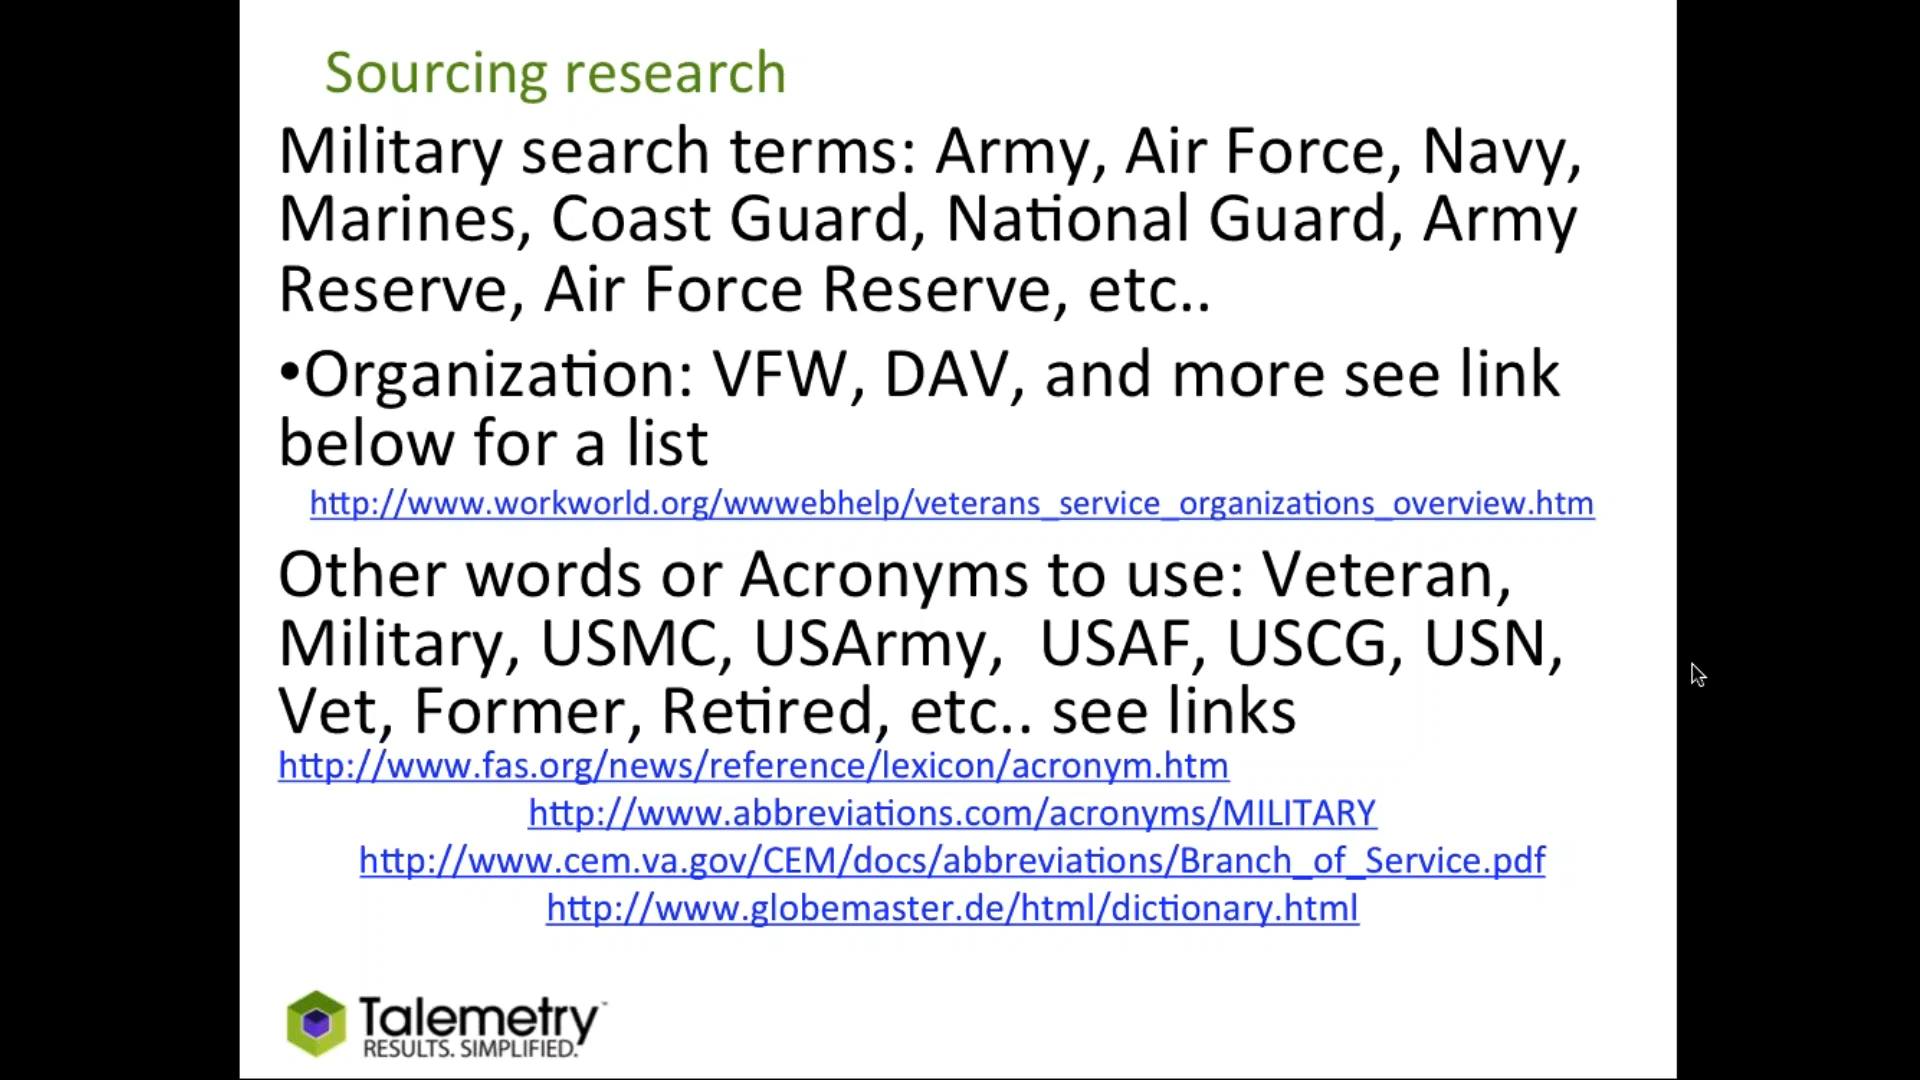 Sourcing research
Military search terms: Army, Air Force, Navy,
Marines, Coast Guard, National Guard, Army
Reserve, Air Force Reserve, etc..
•Organization: VFW, DAV, and more see link
below for a list
http://www.workworld.org/wwwebhelp/veterans_service_organizations_overview.htm
Other words or Acronyms to use: Veteran,
Military, USMC, USArmy,  USAF, USCG, USN,
Vet, Former, Retired, etc.. see links
http://www.fas.org/news/reference/lexicon/acronym.htm
http://www.abbreviations.com/acronyms/MILITARY
http://www.cem.va.gov/CEM/docs/abbreviations/Branch_of_Service.pdf
http://www.globemaster.de/html/dictionary.html
Talemetry™
RESULTS. SIMPLIFIED.